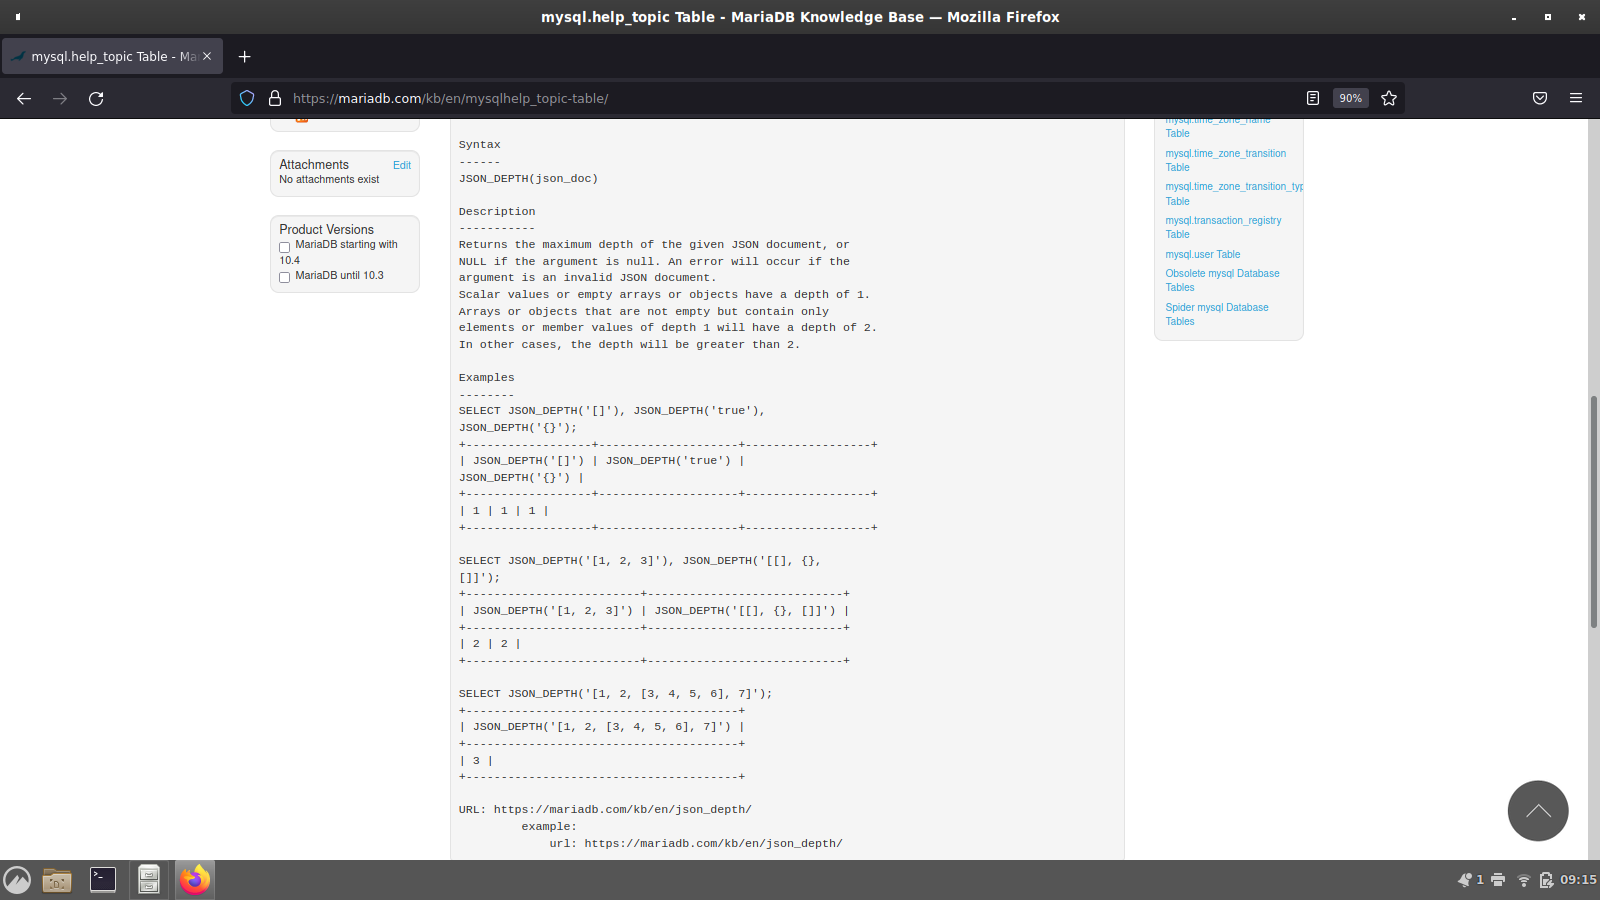 mysql.help_topic Table - MariaDB Knowledge Base — Mozilla Firefox
mysql.help_topic Table - Ma
https://mariadb.com/kb/en/mysqlhelp_topic-table/
90%
Attachments
Edit
No attachments exist
Product Versions
MariaDB starting with
10.4
MariaDB until 10.3
Syntax
------
JSON_DEPTH(json_doc)
Description
-----------
Returns the maximum depth of the given JSON document, or
NULL if the argument is null. An error will occur if the
argument is an invalid JSON document.
Scalar values or empty arrays or objects have a depth of 1.
Arrays or objects that are not empty but contain only
elements or member values of depth 1 will have a depth of 2.
In other cases, the depth will be greater than 2.
Examples
--------
SELECT JSON_DEPTH('[]'), JSON_DEPTH('true'),
JSON_DEPTH('{}');
+------------------+--------------------+------------------+
| JSON_DEPTH('[]') | JSON_DEPTH('true') |
JSON_DEPTH('{}') |
+------------------+--------------------+------------------+
| 1 | 1 | 1 |
+------------------+--------------------+------------------+
SELECT JSON_DEPTH('[1, 2, 3]'), JSON_DEPTH('[[], {},
[]]');
+-------------------------+----------------------------+
| JSON_DEPTH('[1, 2, 3]') | JSON_DEPTH('[[], {}, []]') |
+-------------------------+----------------------------+
| 2 | 2 |
+-------------------------+----------------------------+
SELECT JSON_DEPTH('[1, 2, [3, 4, 5, 6], 7]');
+---------------------------------------+
| JSON_DEPTH('[1, 2, [3, 4, 5, 6], 7]') |
+---------------------------------------+
| 3 |
+---------------------------------------+
URL: https://mariadb.com/kb/en/json_depth/
example:
url: https://mariadb.com/kb/en/json_depth/
mysql.time_zone_name
Table
mysql.time_zone_transition
Table
mysql.time_zone_transition_typ
Table
mysql.transaction_registry
Table
mysql.user Table
Obsolete mysql Database
Tables
Spider mysql Database
Tables
1
09:15